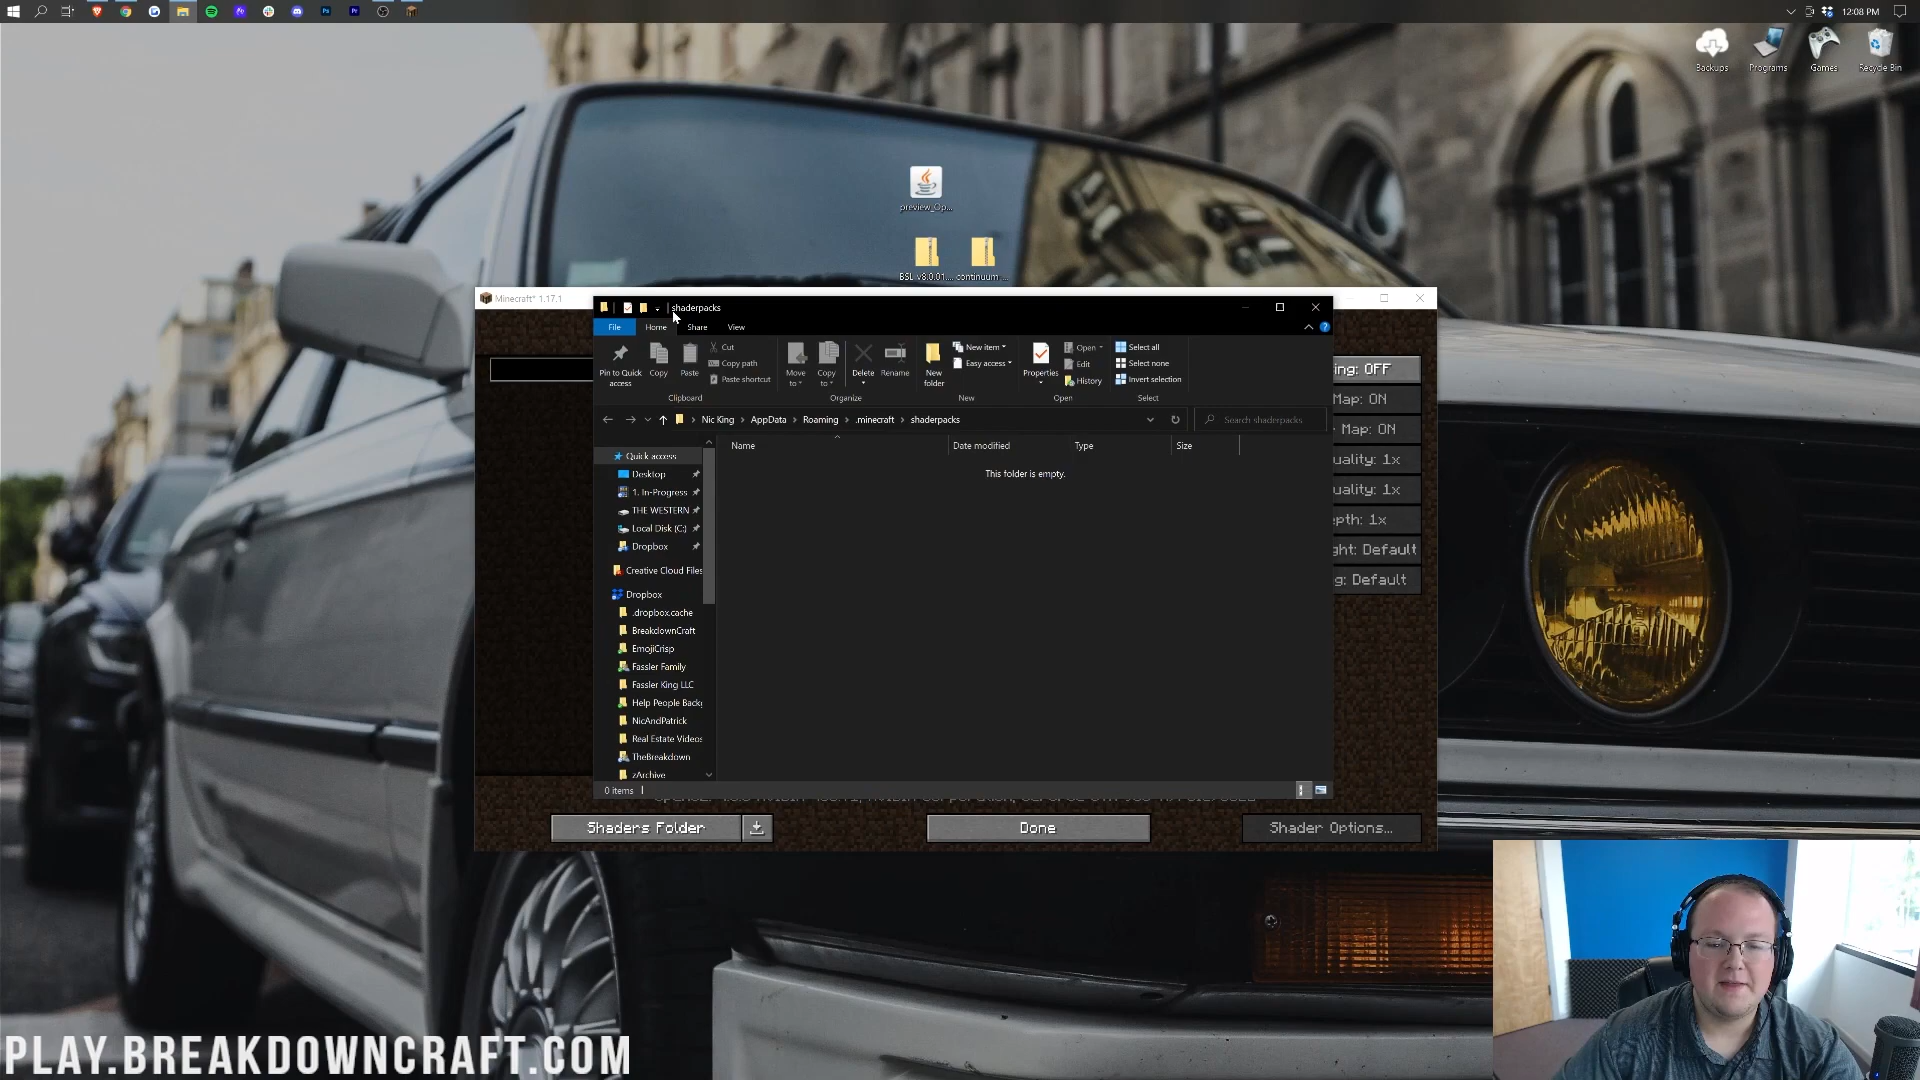 12:08 PM
Backups
Programs
Games
Recycle Bin
preview_Op...
BSL v8.0.01....
continuum ...
Minecraft* 1.17.1
shaderpacks
File
Home
Share
View
Pin to Quick access
Copy
Paste
Cut
Copy path
Paste shortcut
Move to
Copy to
Delete
Rename
New folder
New item
Easy access
Properties
Open
Edit
History
Select all
Select none
Invert selection
Clipboard
Organize
New
Open
Select
Nic King
AppData
Roaming
.minecraft
shaderpacks
Search shaderpacks
Name
Date modified
Type
Size
This folder is empty.
Quick access
Desktop
1. In-Progress
THE WESTERN
Local Disk (C:)
Dropbox
Creative Cloud Files
Dropbox
.dropbox.cache
BreakdownCraft
EmojiCrisp
Fassler Family
Fassler King LLC
Help People Back
NicAndPatrick
Real Estate Videos
TheBreakdown
zArchive
0 items
ing: OFF
Map: ON
Map: ON
uality: 1x
uality: 1x
epth: 1x
ght: Default
g: Default
Shaders Folder
Done
Shader Options...
PLAY.BREAKDOWNCRAFT.COM